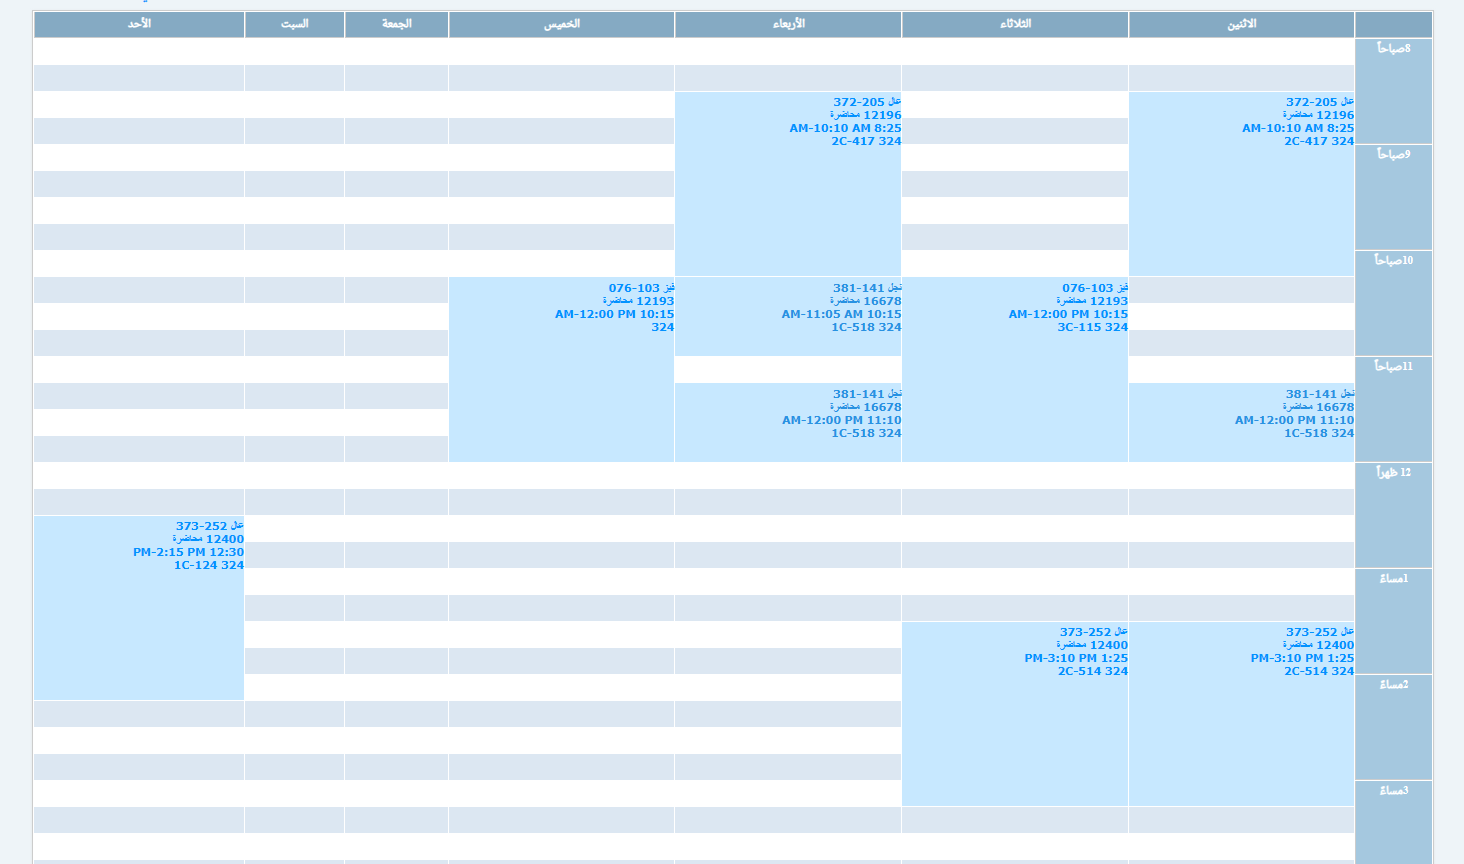 الاثنين
الثلاثاء
الأربعاء
الخميس
الجمعة
السبت
الأحد
8صباحاً
عال 205-372
12196 محاضرة
8:25 AM-10:10 AM
324 2C-417
عال 205-372
12196 محاضرة
8:25 AM-10:10 AM
324 2C-417
9صباحاً
10صباحاً
فيز 103-076
12193 محاضرة
10:15 AM-12:00 PM
324 3C-115
نجل 141-381
16678 محاضرة
10:15 AM-11:05 AM
324 1C-518
فيز 103-076
12193 محاضرة
10:15 AM-12:00 PM
324
11صباحاً
نجل 141-381
16678 محاضرة
11:10 AM-12:00 PM
324 1C-518
نجل 141-381
16678 محاضرة
11:10 AM-12:00 PM
324 1C-518
12 ظهراً
عال 252-373
12400 محاضرة
12:30 PM-2:15 PM
324 1C-124
1مساءً
عال 252-373
12400 محاضرة
1:25 PM-3:10 PM
324 2C-514
عال 252-373
12400 محاضرة
1:25 PM-3:10 PM
324 2C-514
2مساءً
3مساءً